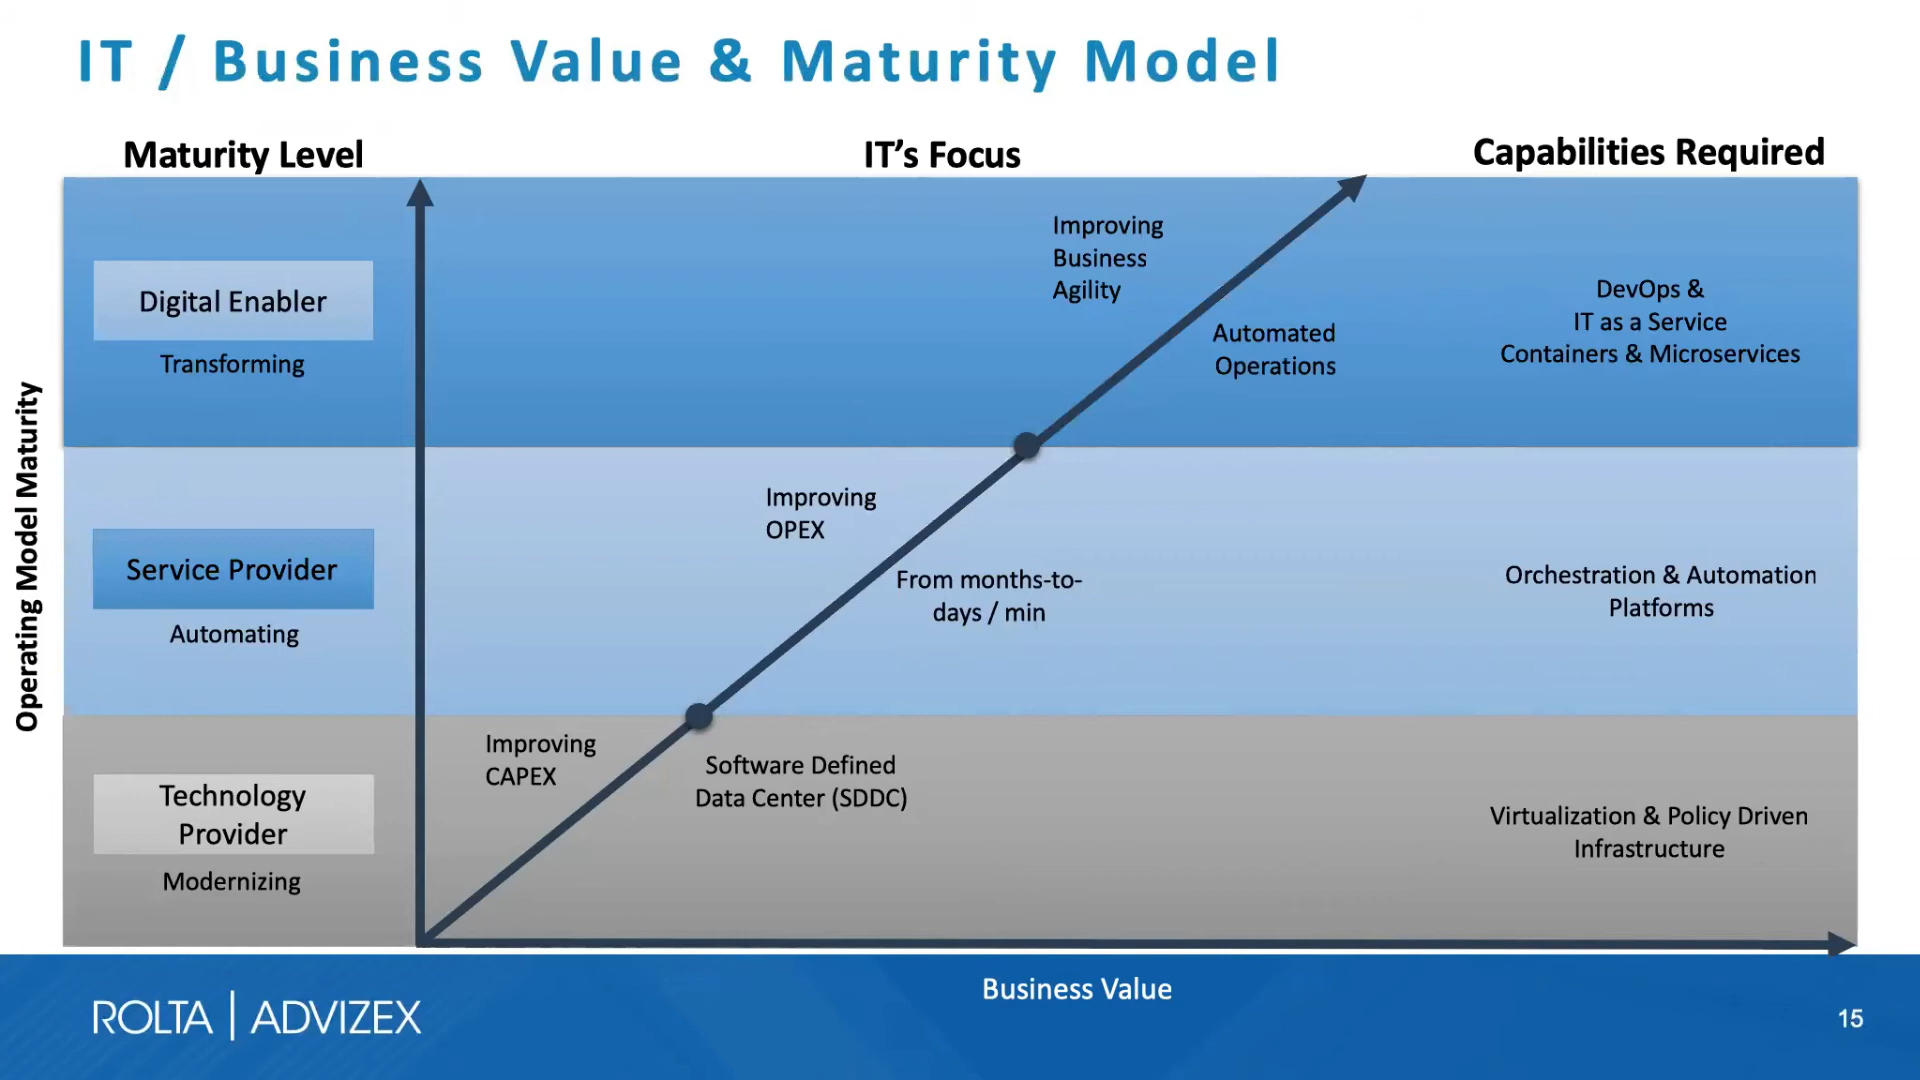 IT / Business Value & Maturity Model
Maturity Level
IT's Focus
Capabilities Required
Operating Model Maturity
Digital Enabler
Transforming
Improving
Business
Agility
Automated
Operations
DevOps &
IT as a Service
Containers & Microservices
Service Provider
Automating
Improving
OPEX
From months-to-
days / min
Orchestration & Automation
Platforms
Technology
Provider
Modernizing
Improving
CAPEX
Software Defined
Data Center (SDDC)
Virtualization & Policy Driven
Infrastructure
Business Value
ROLTA | ADVIZEX
15